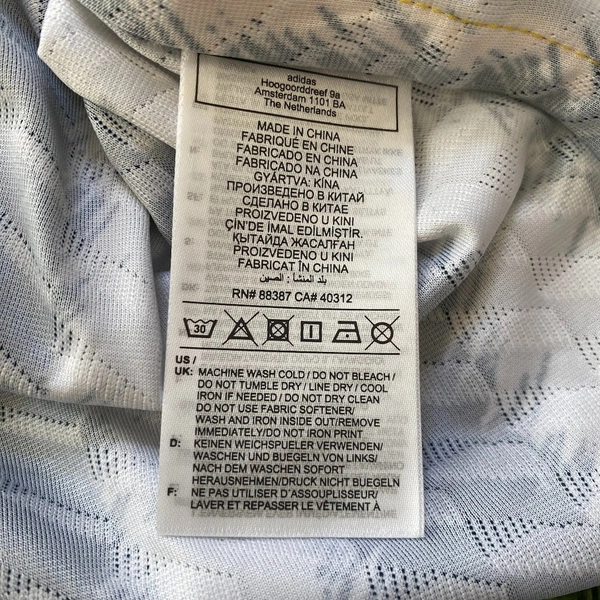 adidas
Hoogoorddreef 9a
Amsterdam 1101 BA
The Netherlands
MADE IN CHINA
FABRIQUÉ EN CHINE
FABRICADO EN CHINA
FABRICADO NA CHINA
GYÁRTVA: KÍNA
ПРОИЗВЕДЕНО В КИТАЙ
СДЕЛАНО В КИТАЕ
PROIZVEDENO U KINI
ÇİN'DE İMAL EDİLMİŞTİR.
ҚЫТАЙДА ЖАСАЛҒАН
PROIZVEDENO U KINI
FABRICAT ÎN CHINA
بلد المنشأ : الصين
RN# 88387 CA# 40312
30
US /
UK: MACHINE WASH COLD / DO NOT BLEACH /
DO NOT TUMBLE DRY / LINE DRY / COOL
IRON IF NEEDED / DO NOT DRY CLEAN
DO NOT USE FABRIC SOFTENER/
WASH AND IRON INSIDE OUT/REMOVE
IMMEDIATELY/DO NOT IRON PRINT
D: KEINEN WEICHSPUELER VERWENDEN/
WASCHEN UND BUEGELN VON LINKS/
NACH DEM WASCHEN SOFORT
HERAUSNEHMEN/DRUCK NICHT BUEGELN
F: NE PAS UTILISER D'ASSOUPLISEUR/
LAVER ET REPASSER LE VÊTEMENT À